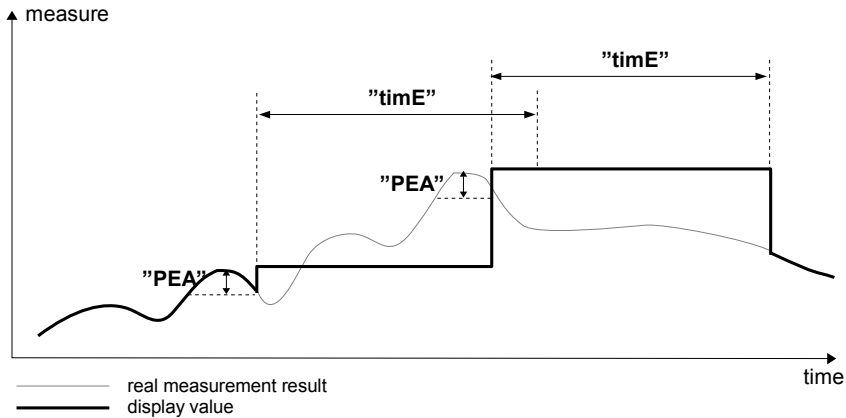 measure
"timE"
"timE"
"PEA"
"PEA"
time
real measurement result
display value